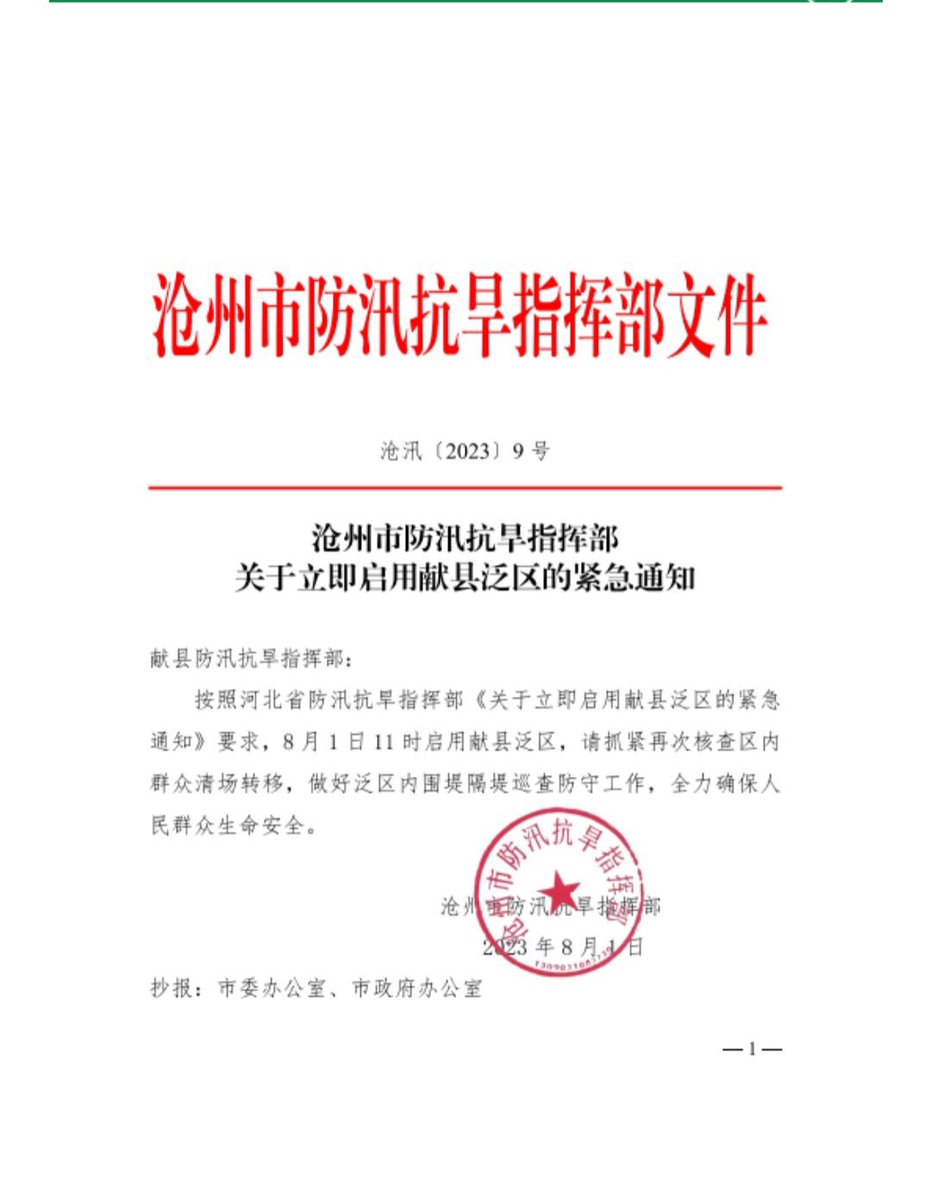 沧州市防汛抗旱指挥部文件
沧汛〔2023〕9 号
沧州市防汛抗旱指挥部
关于立即启用献县泛区的紧急通知
献县防汛抗旱指挥部：
按照河北省防汛抗旱指挥部《关于立即启用献县泛区的紧急
通知》要求，8 月 1 日 11 时启用献县泛区，请抓紧再次核查区内
群众清场转移，做好泛区内围堤隔堤巡查防守工作，全力确保人
民群众生命安全。
沧州市防汛抗旱指挥部
沧州市防汛抗旱指挥部
2023 年 8 月 1 日
抄报：市委办公室、市政府办公室
— 1 —